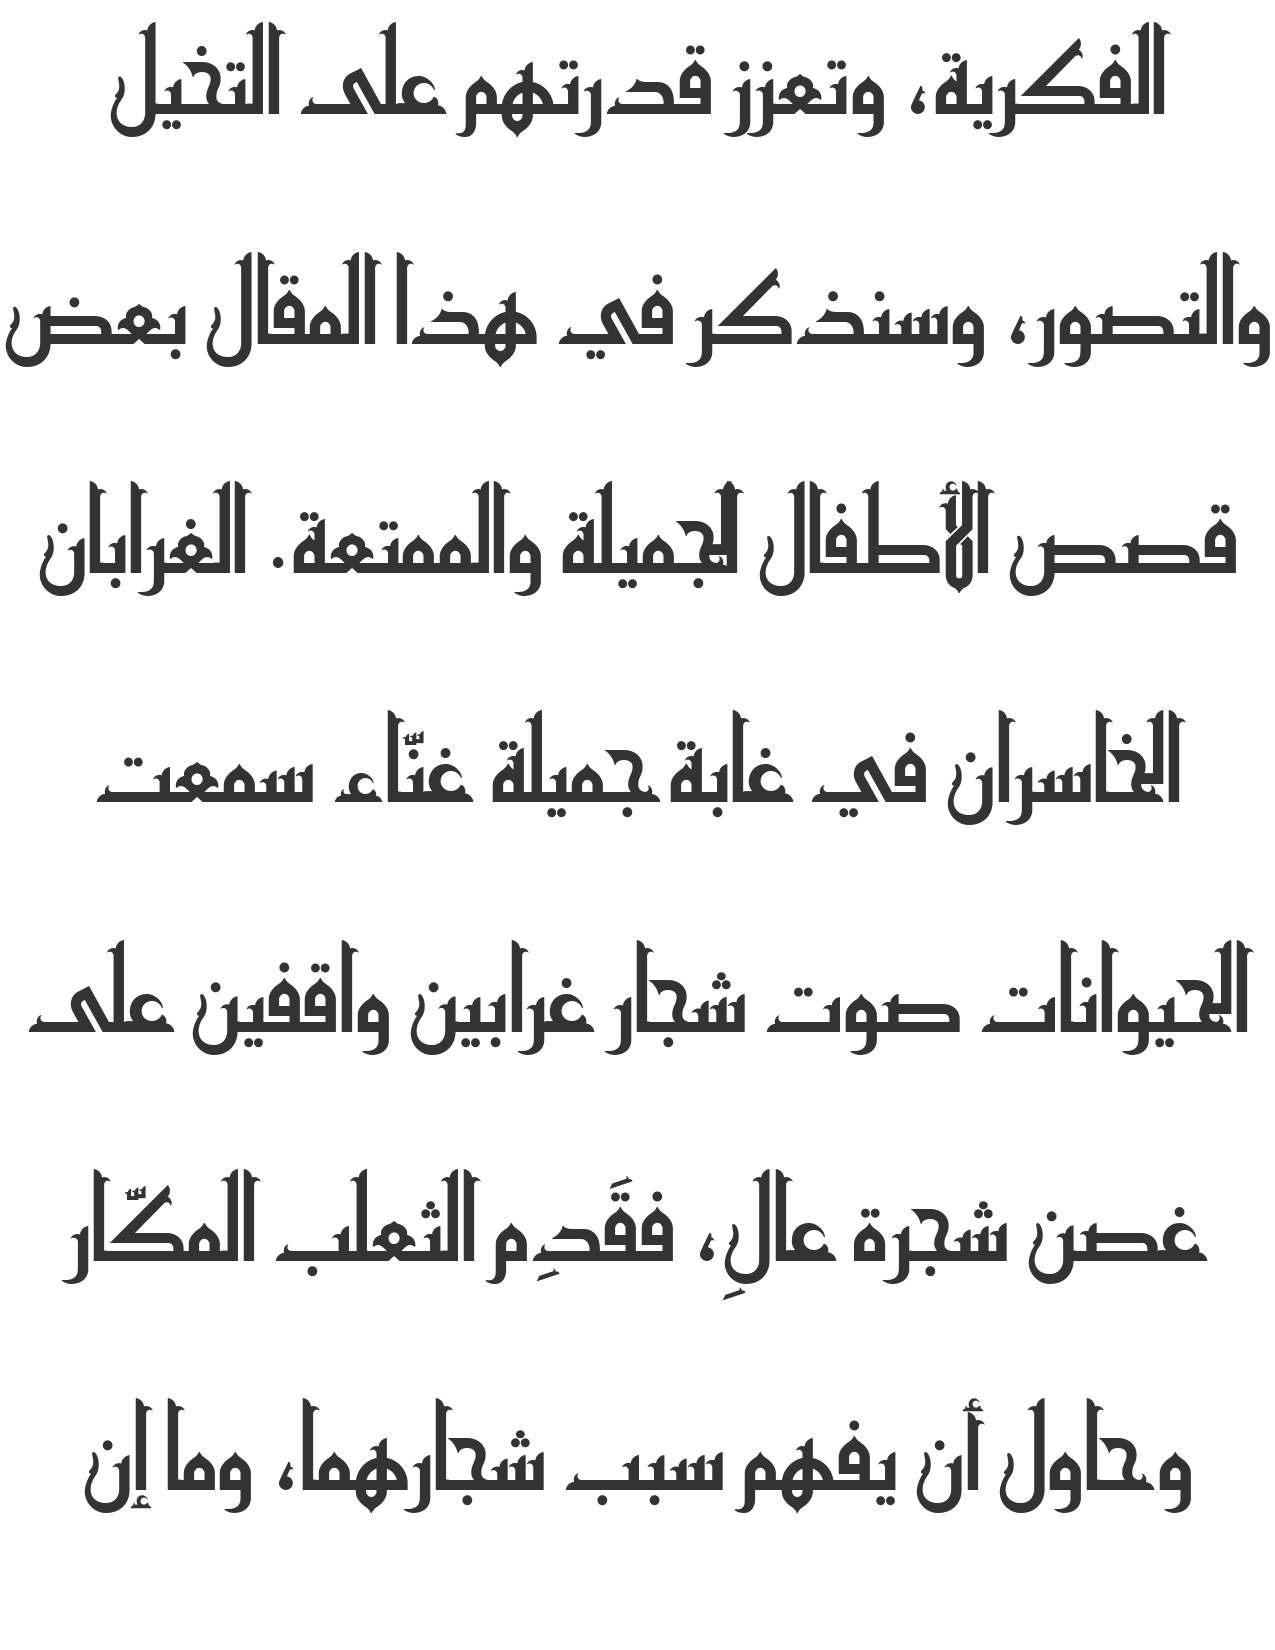 الفكرية، وتعزز قدرتهم على التخيل
والتصور، وسنذكر في هذا المقال بعض
قصص الأطفال الجميلة والممتعة. الغرابان
الخاسران في غابة جميلة غنّاء سمعت
الحيوانات صوت شجار غرابين واقفين على
غصن شجرة عالِ، فقَدِم الثعلب المكّار
وحاول أن يفهم سبب شجارهما، وما إن